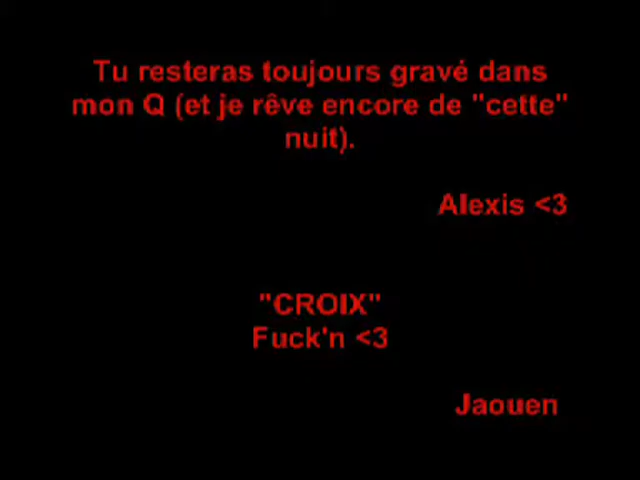 Tu resteras toujours gravé dans
mon Q (et je rêve encore de "cette"
nuit).
Alexis <3
"CROIX"
Fuck'n <3
Jaouen